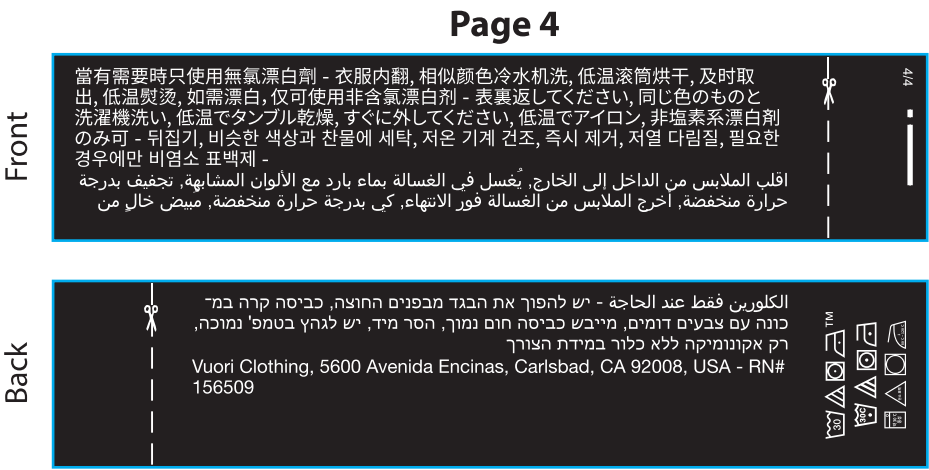 Page 4
Front
當有需要時只使用無氯漂白劑 - 衣服内翻, 相似颜色冷水机洗, 低温滚筒烘干, 及时取
出, 低温熨烫, 如需漂白，仅可使用非含氯漂白剂 - 表裏返してください, 同じ色のものと
洗濯機洗い, 低温でタンブル乾燥, すぐに外してください, 低温でアイロン, 非塩素系漂白剤
のみ可 - 뒤집기, 비슷한 색상과 찬물에 세탁, 저온 기계 건조, 즉시 제거, 저열 다림질, 필요한
경우에만 비염소 표백제 -
اقلب الملابس من الداخل إلى الخارج, يُغسل في الغسالة بماء بارد مع الألوان المشابهة, تجفيف بدرجة
حرارة منخفضة, أخرج الملابس من الغسالة فور الانتهاء, كي بدرجة حرارة منخفضة, مبيض خالٍ من
4/4
Back
الكلورين فقط عند الحاجة - יש להפוך את הבגד מבפנים החוצה, כביסה קרה במ־
כונה עם צבעים דומים, מייבש כביסה חום נמוך, הסר מיד, יש לגהץ בטמפ' נמוכה,
רק אקונומיקה ללא כלור במידת הצורך
Vuori Clothing, 5600 Avenida Encinas, Carlsbad, CA 92008, USA - RN#
156509
TM
30
30C